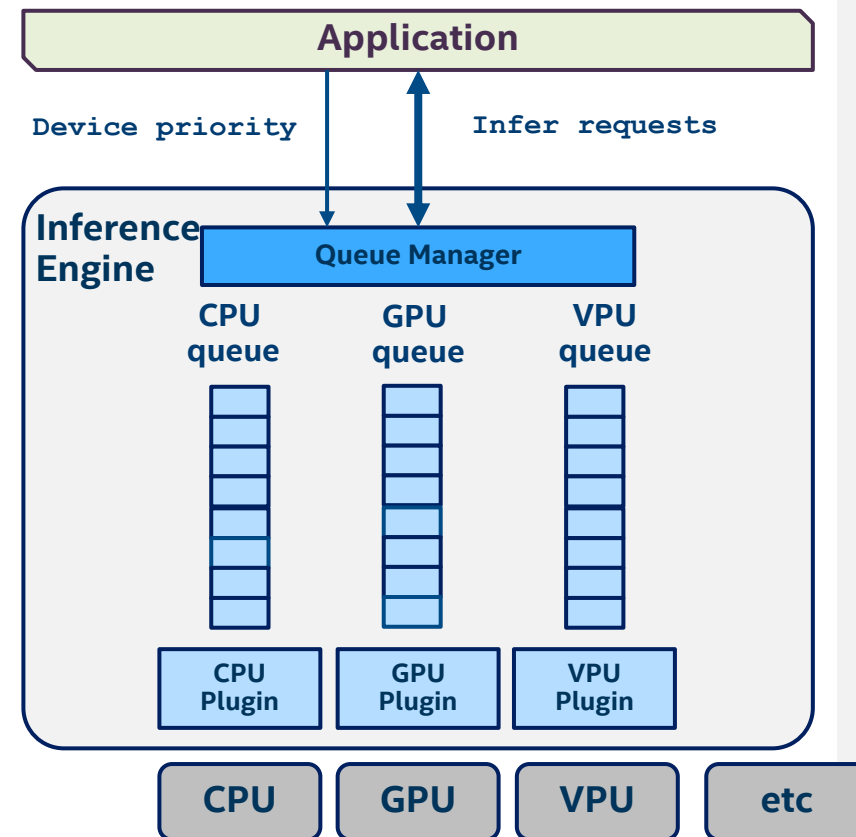 Application
Device priority
Infer requests
Inference
Engine
Queue Manager
CPU
queue
GPU
queue
VPU
queue
CPU
Plugin
GPU
Plugin
VPU
Plugin
CPU
GPU
VPU
etc